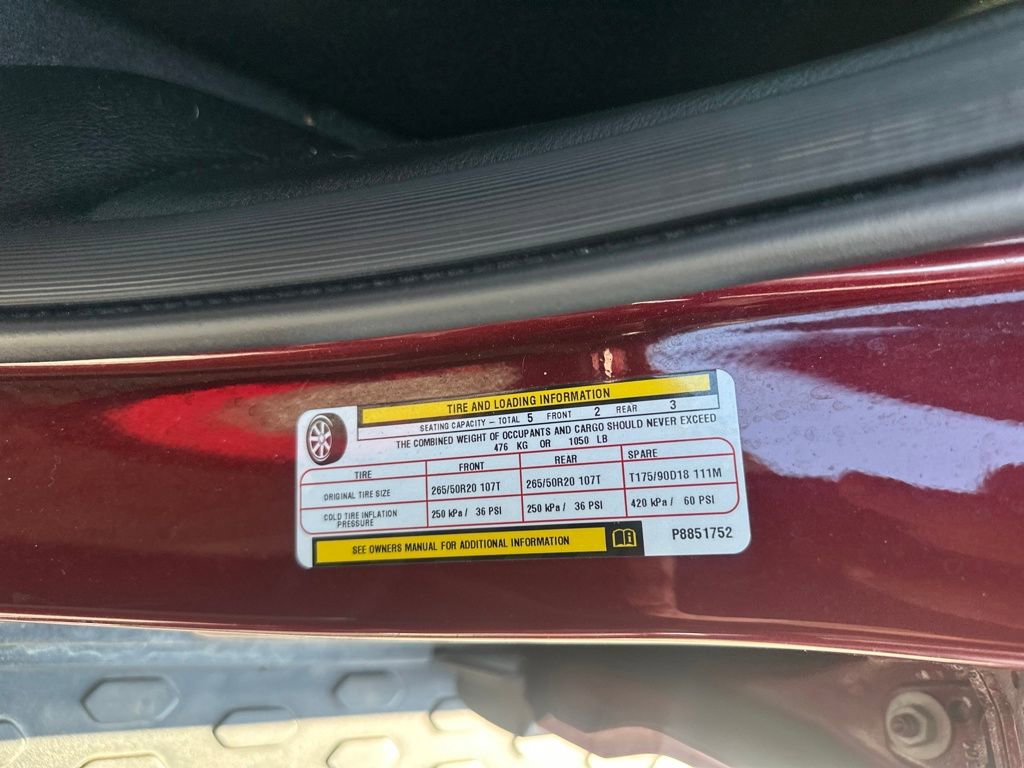 TIRE AND LOADING INFORMATION
SEATING CAPACITY – TOTAL 5 FRONT 2 REAR 3
THE COMBINED WEIGHT OF OCCUPANTS AND CARGO SHOULD NEVER EXCEED
476 KG OR 1050 LB
TIRE FRONT REAR SPARE
ORIGINAL TIRE SIZE 265/50R20 107T 265/50R20 107T T175/90D18 111M
COLD TIRE INFLATION PRESSURE 250 kPa / 36 PSI 250 kPa / 36 PSI 420 kPa / 60 PSI
SEE OWNERS MANUAL FOR ADDITIONAL INFORMATION
P8851752